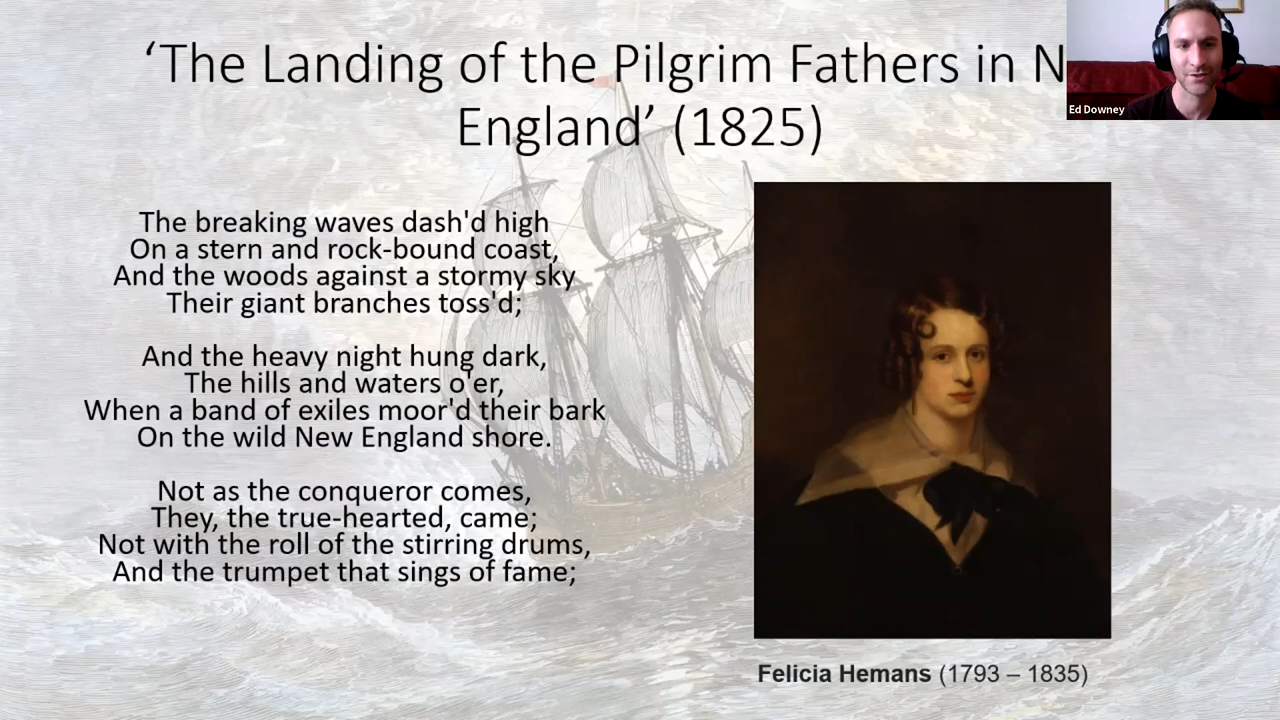 ‘The Landing of the Pilgrim Fathers in N
England’ (1825)
Ed Downey
The breaking waves dash'd high
On a stern and rock-bound coast,
And the woods against a stormy sky
Their giant branches toss'd;
And the heavy night hung dark,
The hills and waters o'er,
When a band of exiles moor'd their bark
On the wild New England shore.
Not as the conqueror comes,
They, the true-hearted, came;
Not with the roll of the stirring drums,
And the trumpet that sings of fame;
Felicia Hemans (1793 – 1835)